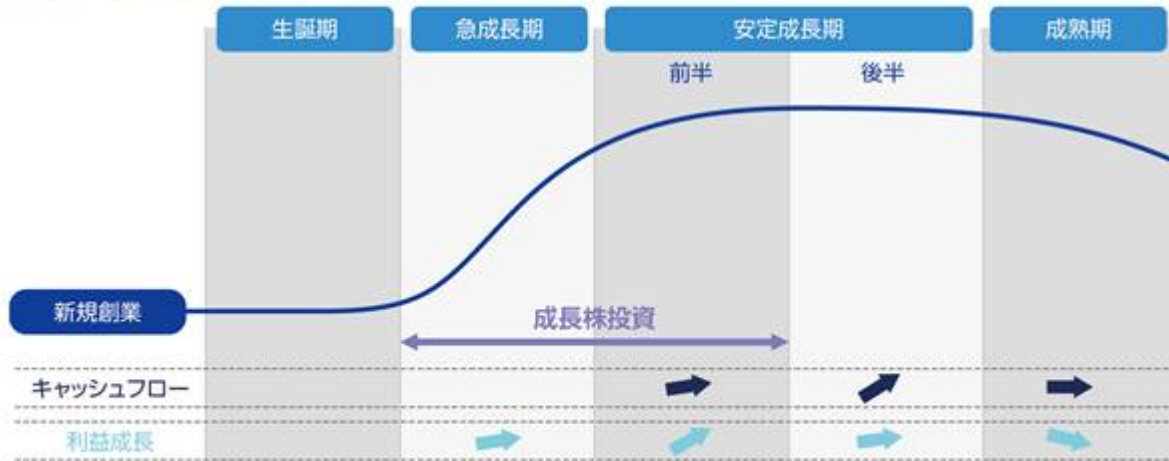 生誕期 急成長期 安定成長期 成熟期
前半 後半
新規創業
成長株投資
キャッシュフロー
利益成長